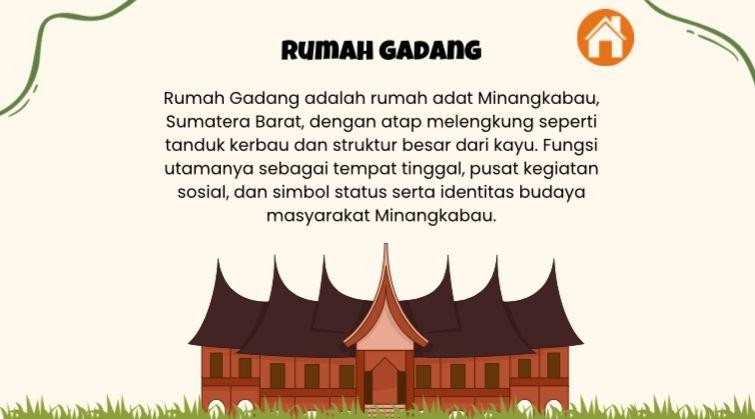 RUMAH GADANG
Rumah Gadang adalah rumah adat Minangkabau,
Sumatera Barat, dengan atap melengkung seperti
tanduk kerbau dan struktur besar dari kayu. Fungsi
utamanya sebagai tempat tinggal, pusat kegiatan
sosial, dan simbol status serta identitas budaya
masyarakat Minangkabau.